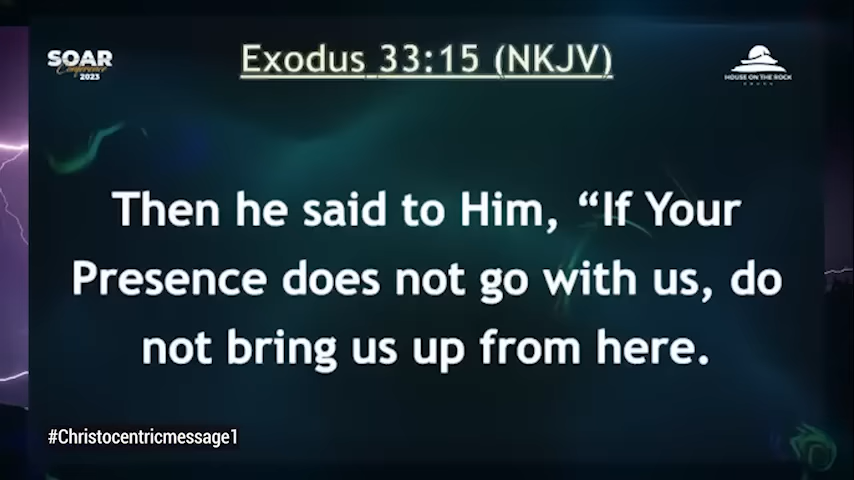 SOAR
Conference
2023
Exodus 33:15 (NKJV)
HOUSE ON THE ROCK
Then he said to Him, “If Your
Presence does not go with us, do
not bring us up from here.
#Christocentricmessage1